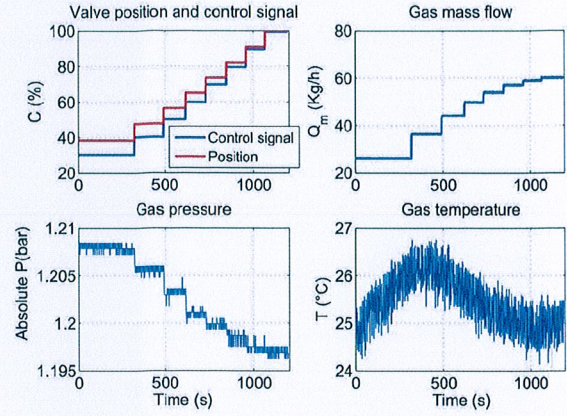 Valve position and control signal
100
80
60
40
20
C (%)
0 500 1000
Control signal
Position
Gas mass flow
80
60
40
20
Qm (Kg/h)
0 500 1000
Gas pressure
1.21
1.205
1.2
1.195
Absolute P(bar)
0 500 1000
Time (s)
Gas temperature
27
26
25
24
T (°C)
0 500 1000
Time (s)